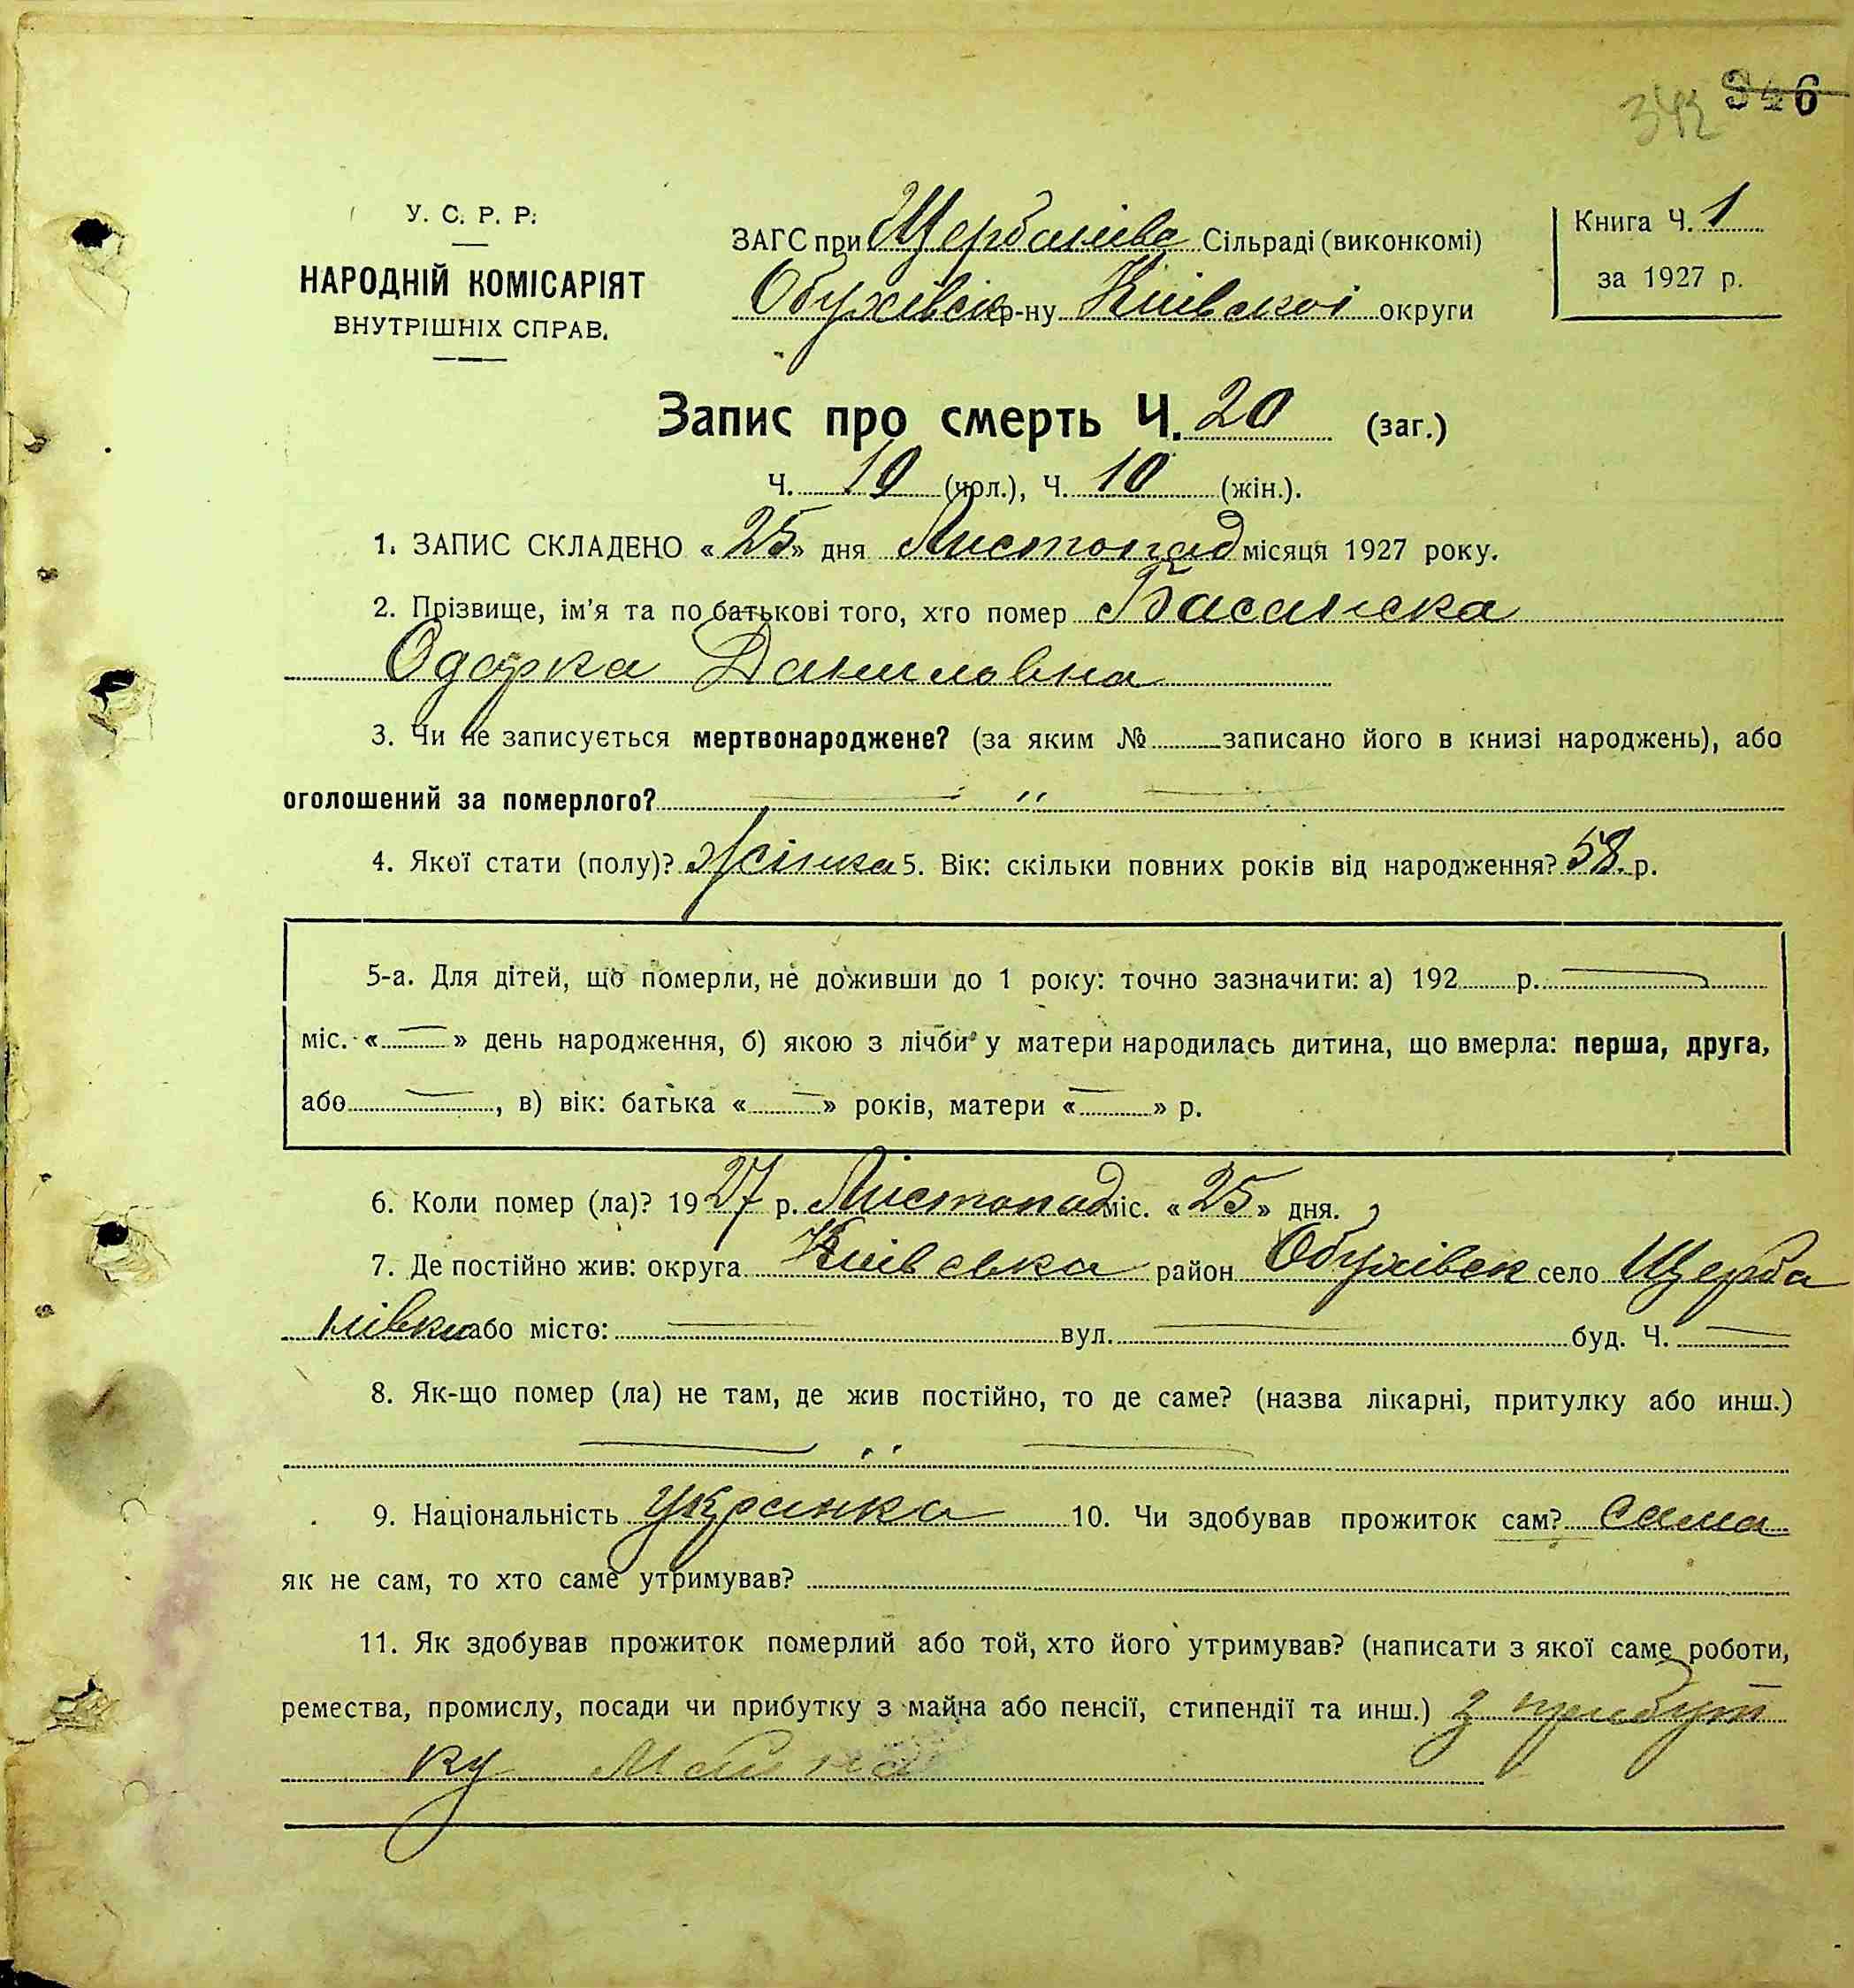 342 346
У. С. Р. Р.
НАРОДНІЙ КОМІСАРІЯТ
ВНУТРІШНІХ СПРАВ.
ЗАГС при Щербанівс Сільраді (виконкомі)
Обухівськ р-ну Київської округи
Книга Ч. 1
за 1927 р.
Запис про смерть Ч. 20 (заг.)
Ч. 10 (чол.), Ч. 10 (жін.).
1. ЗАПИС СКЛАДЕНО « 25 » дня Листопад місяця 1927 року.
2. Прізвище, ім'я та по батькові того, хто помер Басанска
Одарка Даниловна
3. Чи не записується мертвонароджене? (за яким № записано його в книзі народжень), або
оголошений за померлого? — " —
4. Якої стати (полу)? жінка 5. Вік: скільки повних років від народження? 58 р.
5-а. Для дітей, що померли, не доживши до 1 року: точно зазначити: а) 192 р. —
міс. « — » день народження, б) якою з лічби у матери народилась дитина, що вмерла: перша, друга,
або —, в) вік: батька « — » років, матери « — » р.
6. Коли помер (ла)? 1927 р. Листопад міс. « 25 » дня.
7. Де постійно жив: округа Київська район Обухівск село Щерба
нівки або місто: — вул. — буд. Ч. —
8. Як-що помер (ла) не там, де жив постійно, то де саме? (назва лікарні, притулку або инш.)
— " —
9. Національність Українка 10. Чи здобував прожиток сам? сама
як не сам, то хто саме утримував?
11. Як здобував прожиток померлий або той, хто його утримував? (написати з якої саме роботи,
ремества, промислу, посади чи прибутку з майна або пенсії, стипендії та инш.) з прибут
ку Майна